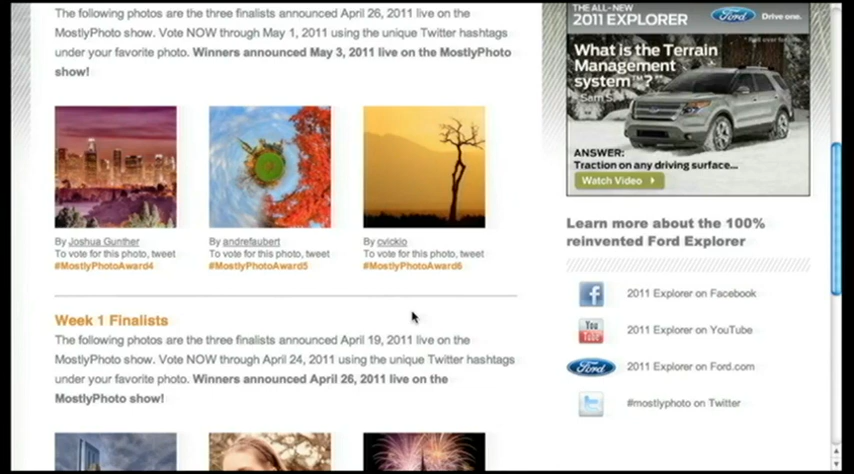 The following photos are the three finalists announced April 26, 2011 live on the
MostlyPhoto show. Vote NOW through May 1, 2011 using the unique Twitter hashtags
under your favorite photo. Winners announced May 3, 2011 live on the MostlyPhoto
show!
By Joshua Gunther
To vote for this photo, tweet
#MostlyPhotoAward4
By andrefaubert
To vote for this photo, tweet
#MostlyPhotoAward5
By cvickio
To vote for this photo, tweet
#MostlyPhotoAward6
Week 1 Finalists
The following photos are the three finalists announced April 19, 2011 live on the
MostlyPhoto show. Vote NOW through April 24, 2011 using the unique Twitter hashtags
under your favorite photo. Winners announced April 26, 2011 live on the
MostlyPhoto show!
THE ALL-NEW
2011 EXPLORER
Ford
Drive one.
What is the Terrain
Management
system™?*
Sam S.
ANSWER:
Traction on any driving surface...
Watch Video
Learn more about the 100%
reinvented Ford Explorer
2011 Explorer on Facebook
You Tube
2011 Explorer on YouTube
Ford
2011 Explorer on Ford.com
#mostlyphoto on Twitter